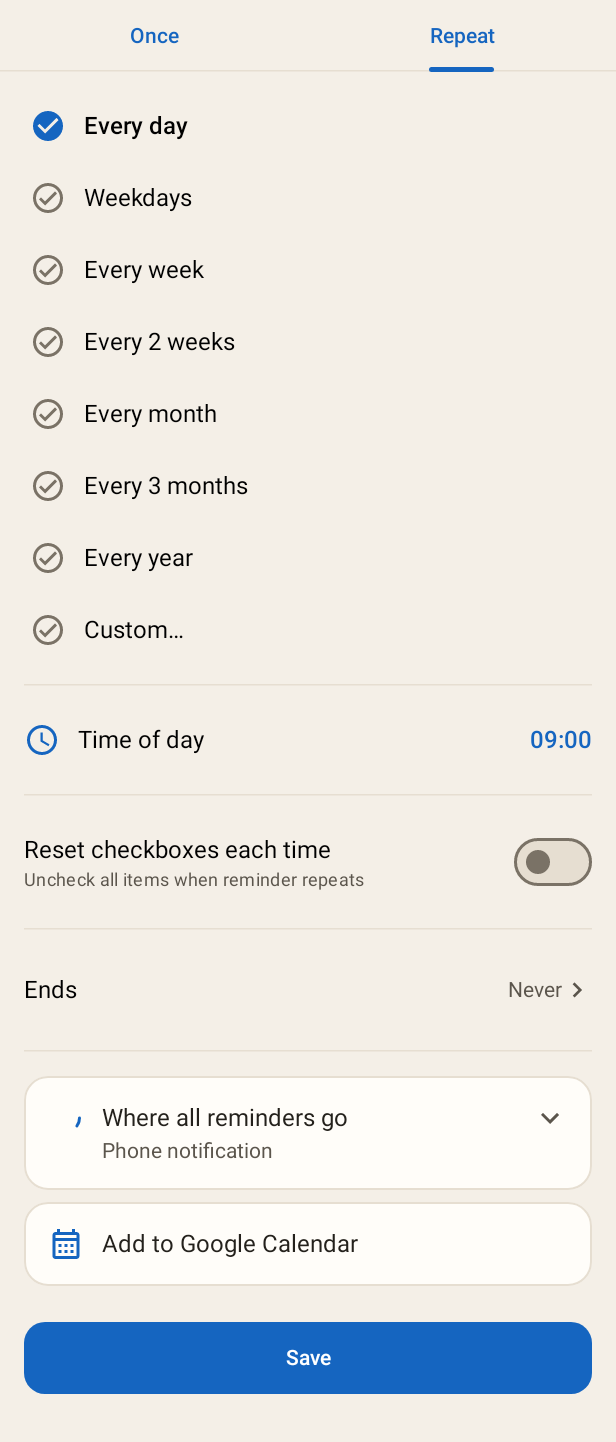 Once
Repeat
Every day
Weekdays
Every week
Every 2 weeks
Every month
Every 3 months
Every year
Custom…
Time of day
09:00
Reset checkboxes each time
Uncheck all items when reminder repeats
Ends
Never
Where all reminders go
Phone notification
Add to Google Calendar
Save